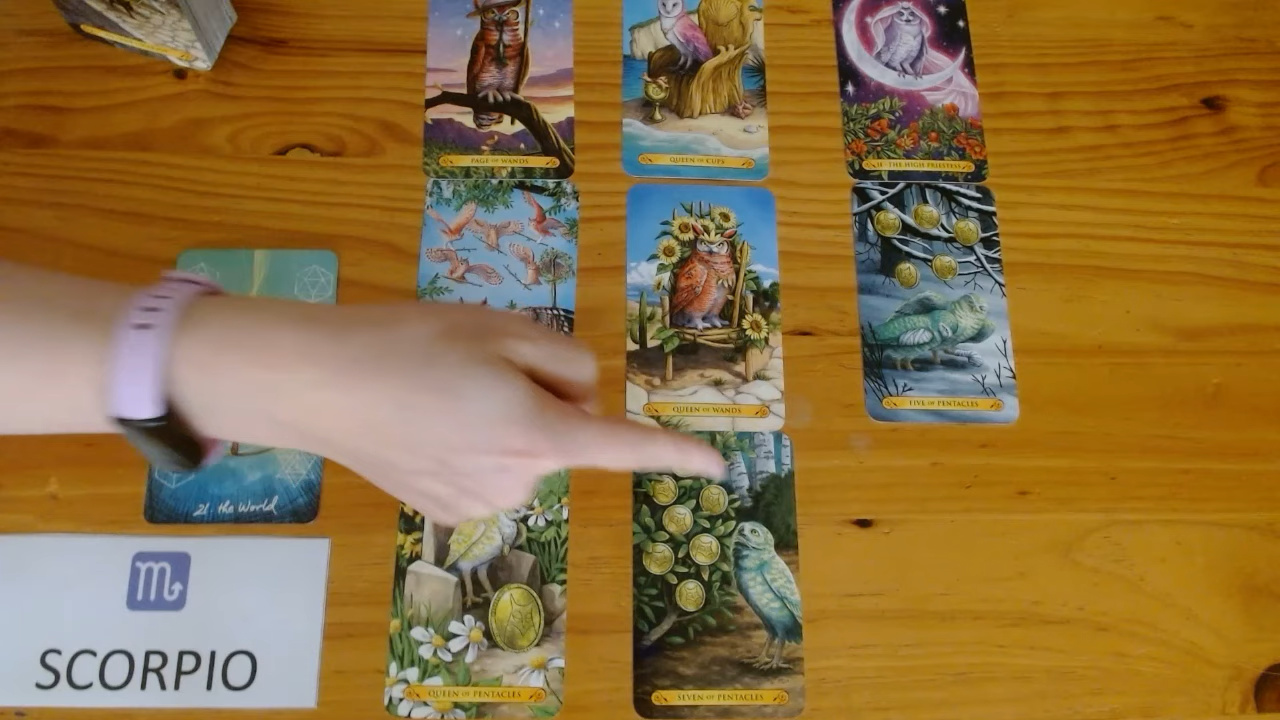 PAGE OF WANDS
QUEEN OF CUPS
II THE HIGH PRIESTESS
QUEEN OF WANDS
FIVE OF PENTACLES
21. the World
QUEEN OF PENTACLES
SEVEN OF PENTACLES
SCORPIO